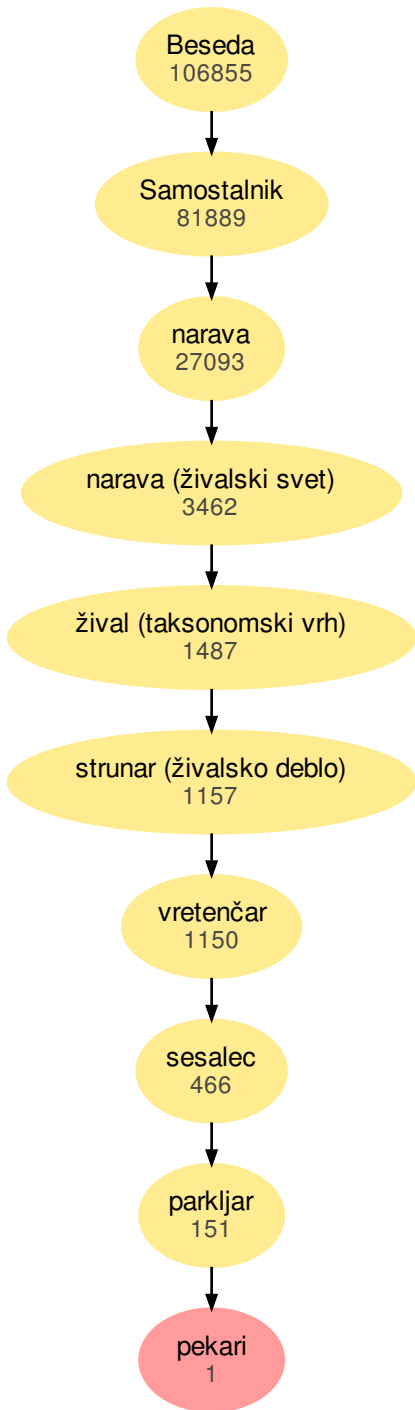 Beseda
106855
Samostalnik
81889
narava
27093
narava (živalski svet)
3462
žival (taksonomski vrh)
1487
strunar (živalsko deblo)
1157
vretenčar
1150
sesalec
466
parkljar
151
pekari
1